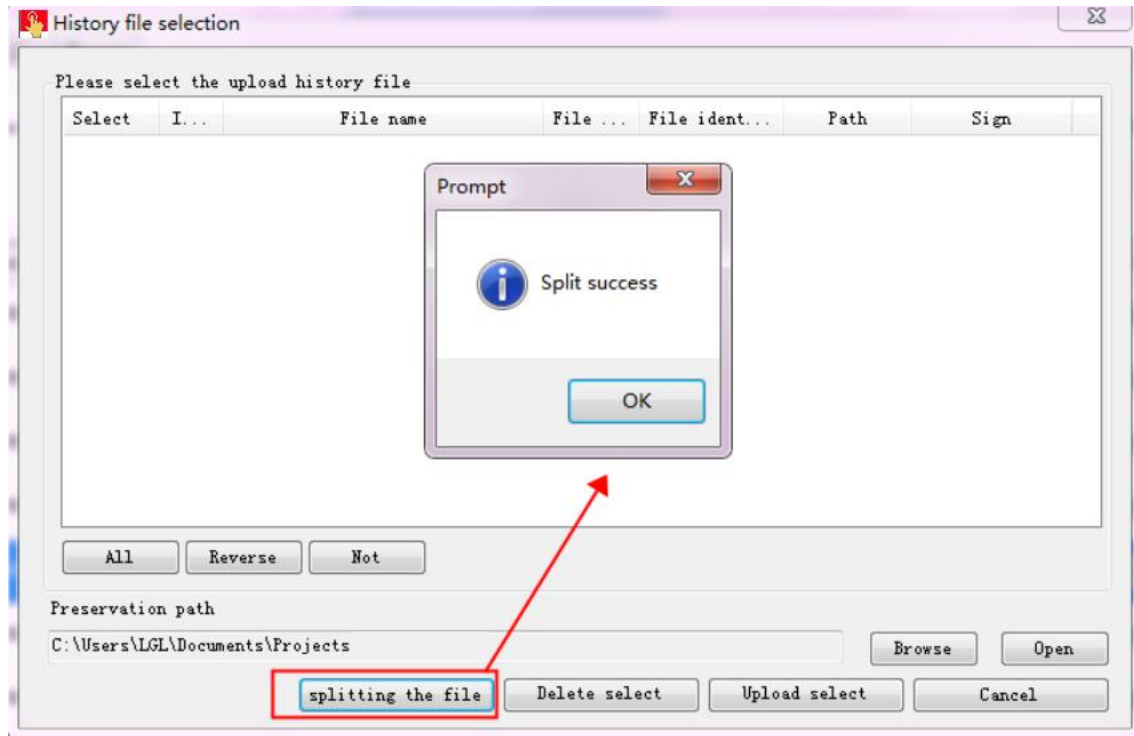 History file selection
Please select the upload history file
Select I... File name File ... File ident... Path Sign
Prompt
Split success
OK
All Reverse Not
Preservation path
C:\Users\LGL\Documents\Projects Browse Open
splitting the file Delete select Upload select Cancel